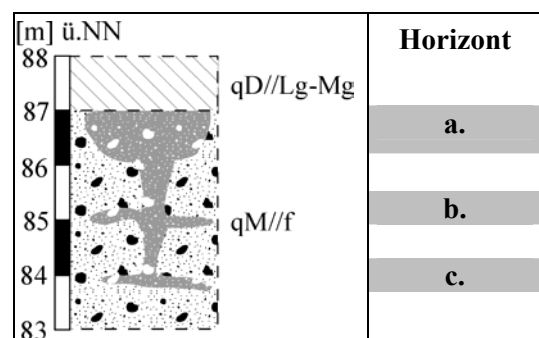 [m] ü.NN
Horizont
88
qD//Lg-Mg
87
a.
86
b.
85
qM//f
84
c.
83